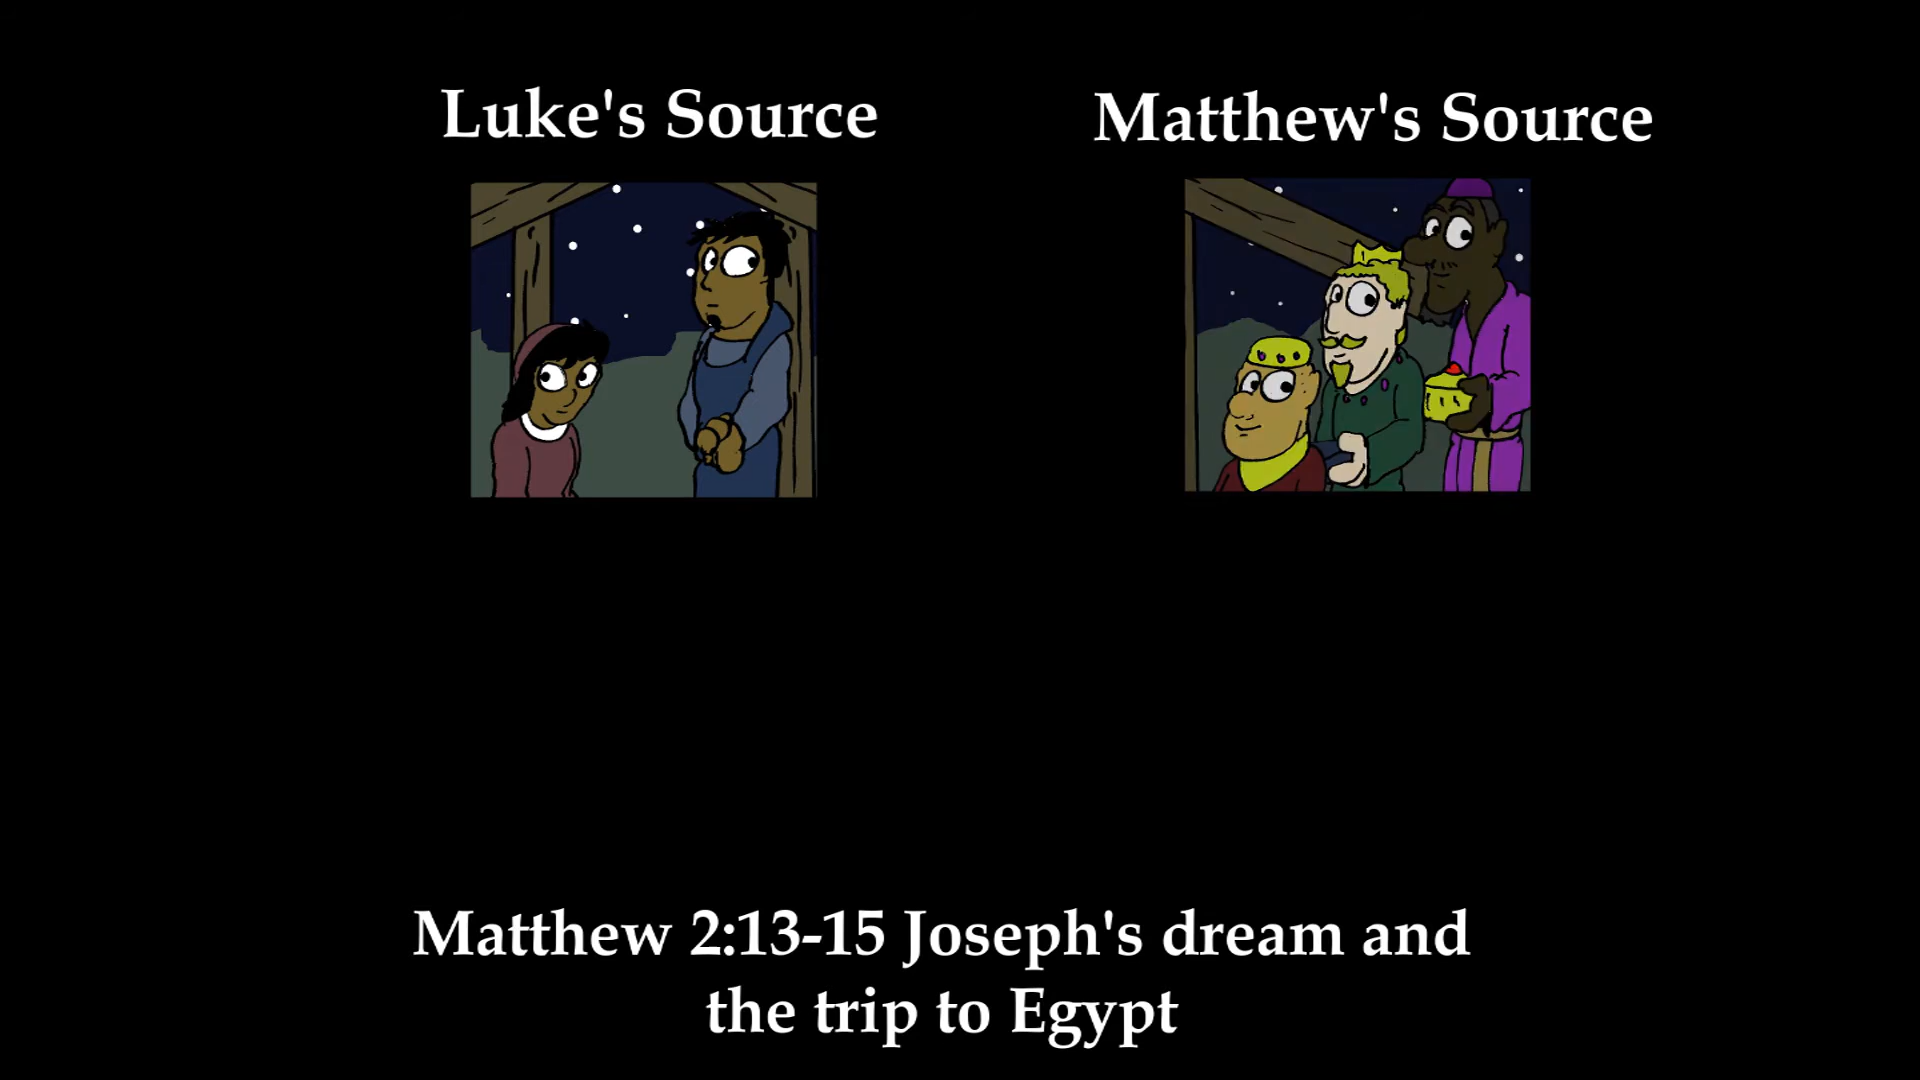 Luke's Source
Matthew's Source
Matthew 2:13-15 Joseph's dream and
the trip to Egypt